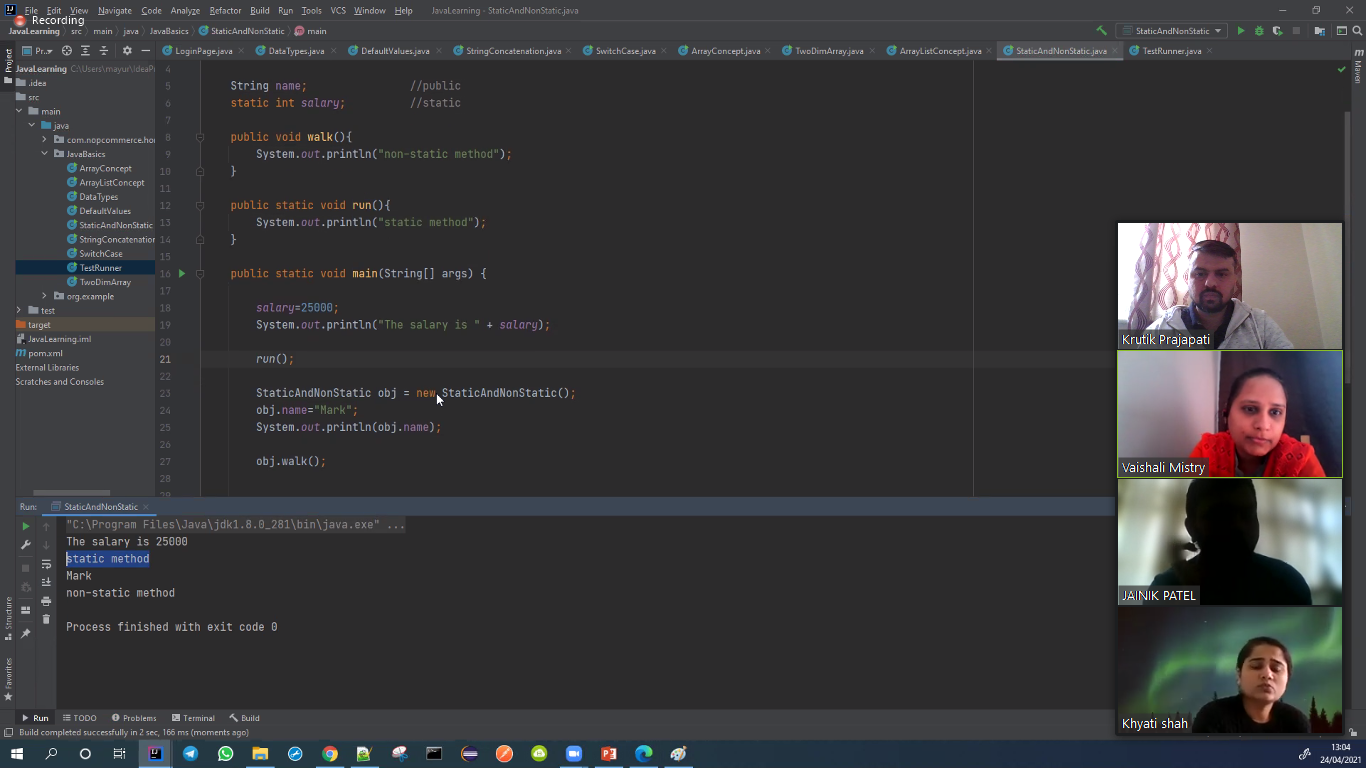 Recording
File Edit View Navigate Code Analyze Refactor Build Run Tools VCS Window Help JavaLearning - StaticAndNonStatic.java
JavaLearning src main java JavaBasics StaticAndNonStatic main
StaticAndNonStatic
Project
Pr...
LoginPage.java DataTypes.java DefaultValues.java StringConcatenation.java SwitchCase.java ArrayConcept.java TwoDimArray.java ArrayListConcept.java StaticAndNonStatic.java TestRunner.java
Maven
JavaLearning C:\Users\mayur\IdeaPr
.idea
src
main
java
com.nopcommerce.ho
JavaBasics
ArrayConcept
ArrayListConcept
DataTypes
DefaultValues
StaticAndNonStatic
StringConcatenation
SwitchCase
TestRunner
TwoDimArray
org.example
test
target
JavaLearning.iml
pom.xml
External Libraries
Scratches and Consoles
4
5 String name; //public
6 static int salary; //static
7
8 public void walk(){
9 System.out.println("non-static method");
10 }
11
12 public static void run(){
13 System.out.println("static method");
14 }
15
16 public static void main(String[] args) {
17
18 salary=25000;
19 System.out.println("The salary is " + salary);
20
21 run();
22
23 StaticAndNonStatic obj = new StaticAndNonStatic();
24 obj.name="Mark";
25 System.out.println(obj.name);
26
27 obj.walk();
28
29
Run: StaticAndNonStatic
"C:\Program Files\Java\jdk1.8.0_281\bin\java.exe" ...
The salary is 25000
static method
Mark
non-static method
Process finished with exit code 0
Structure
Favorites
Run TODO Problems Terminal Build
Build completed in 2 sec, 166 ms (moments ago)
Krutik Prajapati
Vaishali Mistry
JAINIK PATEL
Khyati shah
13:04
24/04/2021